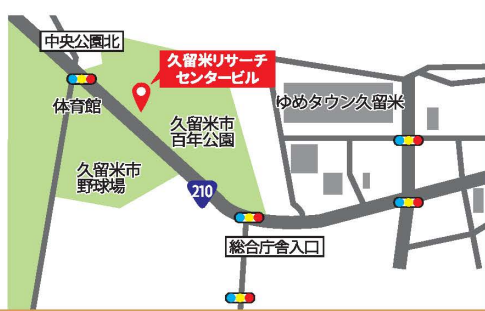 中央公園北
久留米リサーチ
センタービル
体育館
ゆめタウン久留米
久留米市
百年公園
久留米市
野球場
210
総合庁舎入口